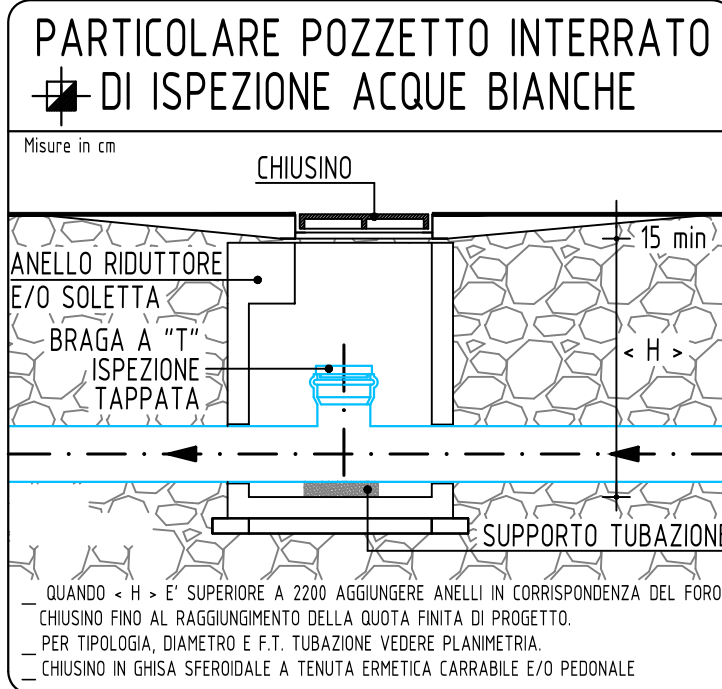 PARTICOLARE POZZETTO INTERRATO
DI ISPEZIONE ACQUE BIANCHE
Misure in cm
CHIUSINO
15 min
ANELLO RIDUTTORE
E/O SOLETTA
BRAGA A "T"
ISPEZIONE
TAPPATA
< H >
SUPPORTO TUBAZIONE
_ QUANDO < H > E' SUPERIORE A 2200 AGGIUNGERE ANELLI IN CORRISPONDENZA DEL FORO
CHIUSINO FINO AL RAGGIUNGIMENTO DELLA QUOTA FINITA DI PROGETTO.
_ PER TIPOLOGIA, DIAMETRO E F.T. TUBAZIONE VEDERE PLANIMETRIA.
_ CHIUSINO IN GHISA SFEROIDALE A TENUTA ERMETICA CARRABILE E/O PEDONALE